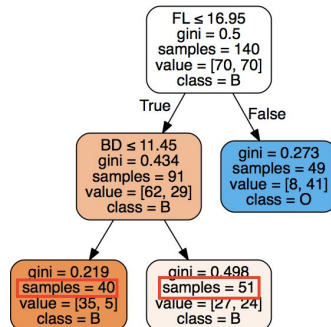 FL ≤ 16.95
gini = 0.5
samples = 140
value = [70, 70]
class = B
True
False
BD ≤ 11.45
gini = 0.434
samples = 91
value = [62, 29]
class = B
gini = 0.273
samples = 49
value = [8, 41]
class = O
gini = 0.219
samples = 40
value = [35, 5]
class = B
gini = 0.498
samples = 51
value = [27, 24]
class = B